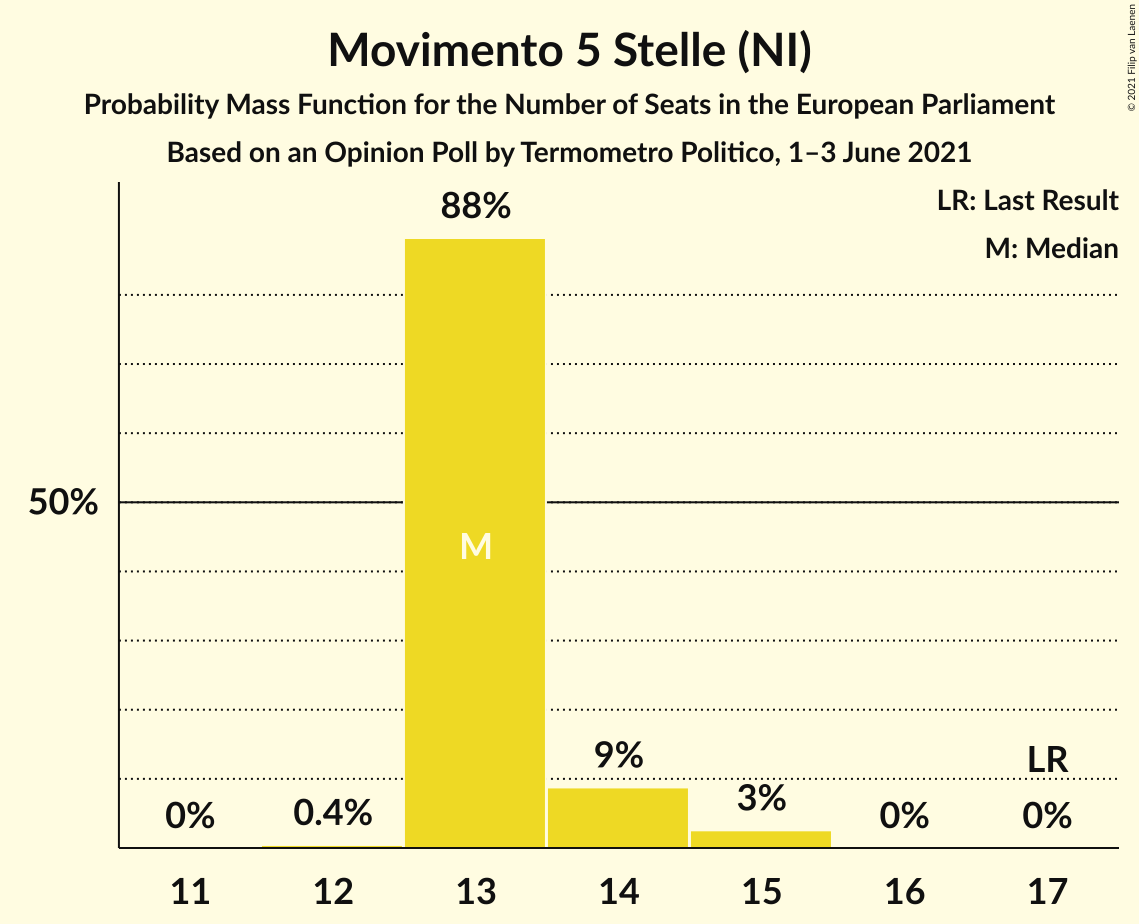 Movimento 5 Stelle (NI)
Probability Mass Function for the Number of Seats in the European Parliament
Based on an Opinion Poll by Termometro Politico, 1–3 June 2021
© 2021 Filip van Laenen
LR: Last Result
M: Median
88%
50%
M
9%
LR
3%
0%
0.4%
0%
0%
11
12
13
14
15
16
17